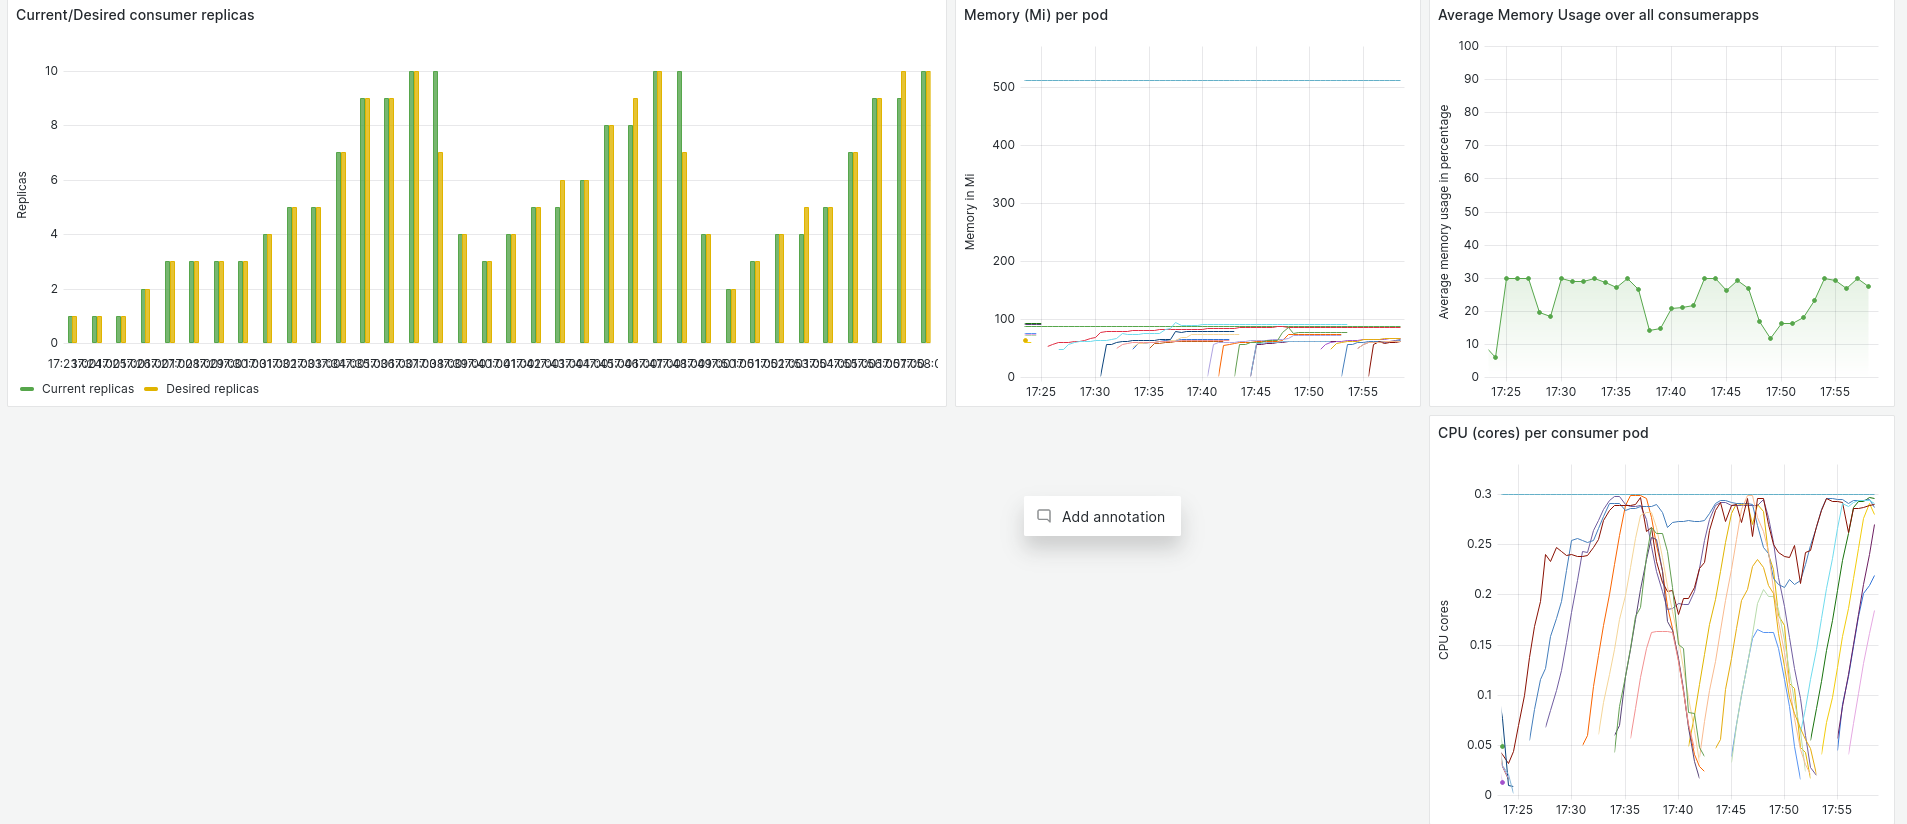 Current/Desired consumer replicas
10
8
6
4
2
0
Replicas
Current replicas
Desired replicas
Memory (Mi) per pod
500
400
300
200
100
0
Memory in Mi
17:25 17:30 17:35 17:40 17:45 17:50 17:55
Average Memory Usage over all consumerapps
100
90
80
70
60
50
40
30
20
10
0
Average memory usage in percentage
17:25 17:30 17:35 17:40 17:45 17:50 17:55
Add annotation
CPU (cores) per consumer pod
0.3
0.25
0.2
0.15
0.1
0.05
0
CPU cores
17:25 17:30 17:35 17:40 17:45 17:50 17:55